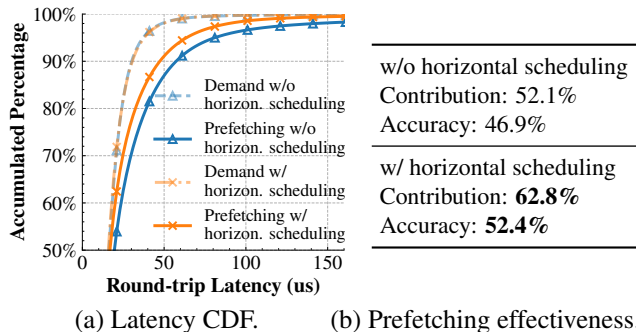 Accumulated Percentage
100%
90%
80%
70%
60%
50%
0
50
100
150
Round-trip Latency (us)
Demand w/o
horizon. scheduling
Prefetching w/o
horizon. scheduling
Demand w/
horizon. scheduling
Prefetching w/
horizon. scheduling
(a) Latency CDF.
w/o horizontal scheduling
Contribution: 52.1%
Accuracy: 46.9%
w/ horizontal scheduling
Contribution: 62.8%
Accuracy: 52.4%
(b) Prefetching effectiveness